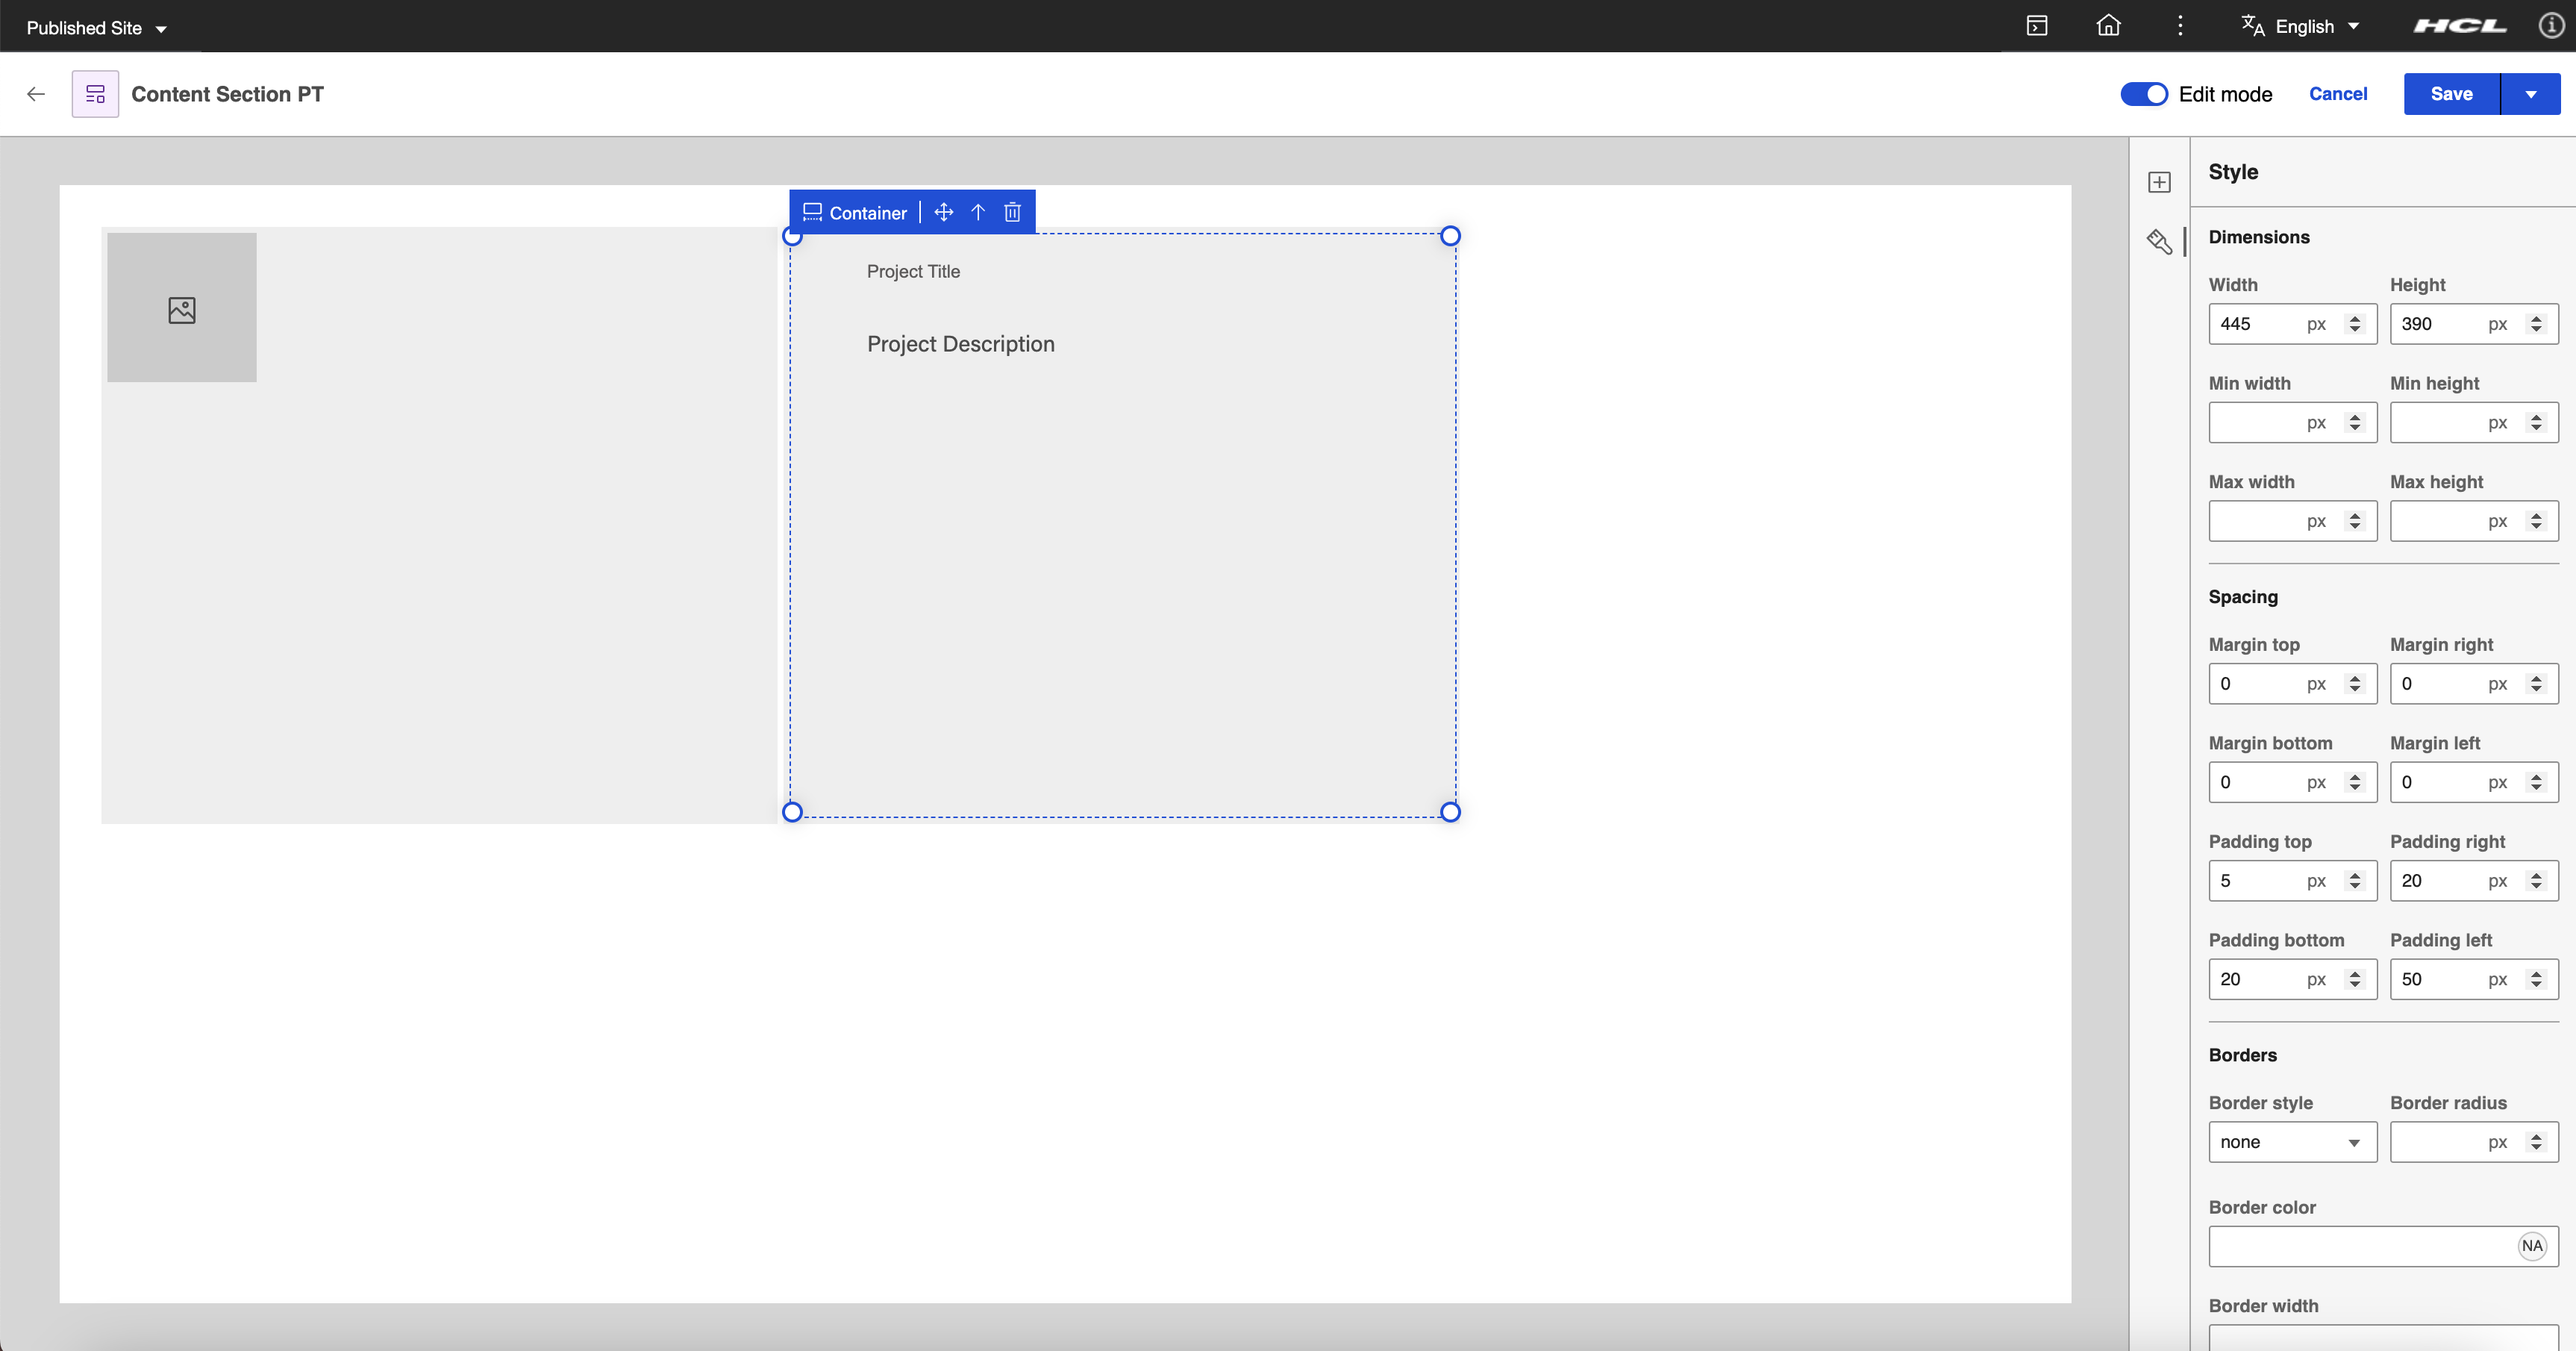 Published Site
English
HCL
Content Section PT
Edit mode
Cancel
Save
Container
Project Title
Project Description
Style
Dimensions
Width Height
445 px 390 px
Min width Min height
px px
Max width Max height
px px
Spacing
Margin top Margin right
0 px 0 px
Margin bottom Margin left
0 px 0 px
Padding top Padding right
5 px 20 px
Padding bottom Padding left
20 px 50 px
Borders
Border style Border radius
none px
Border color
NA
Border width